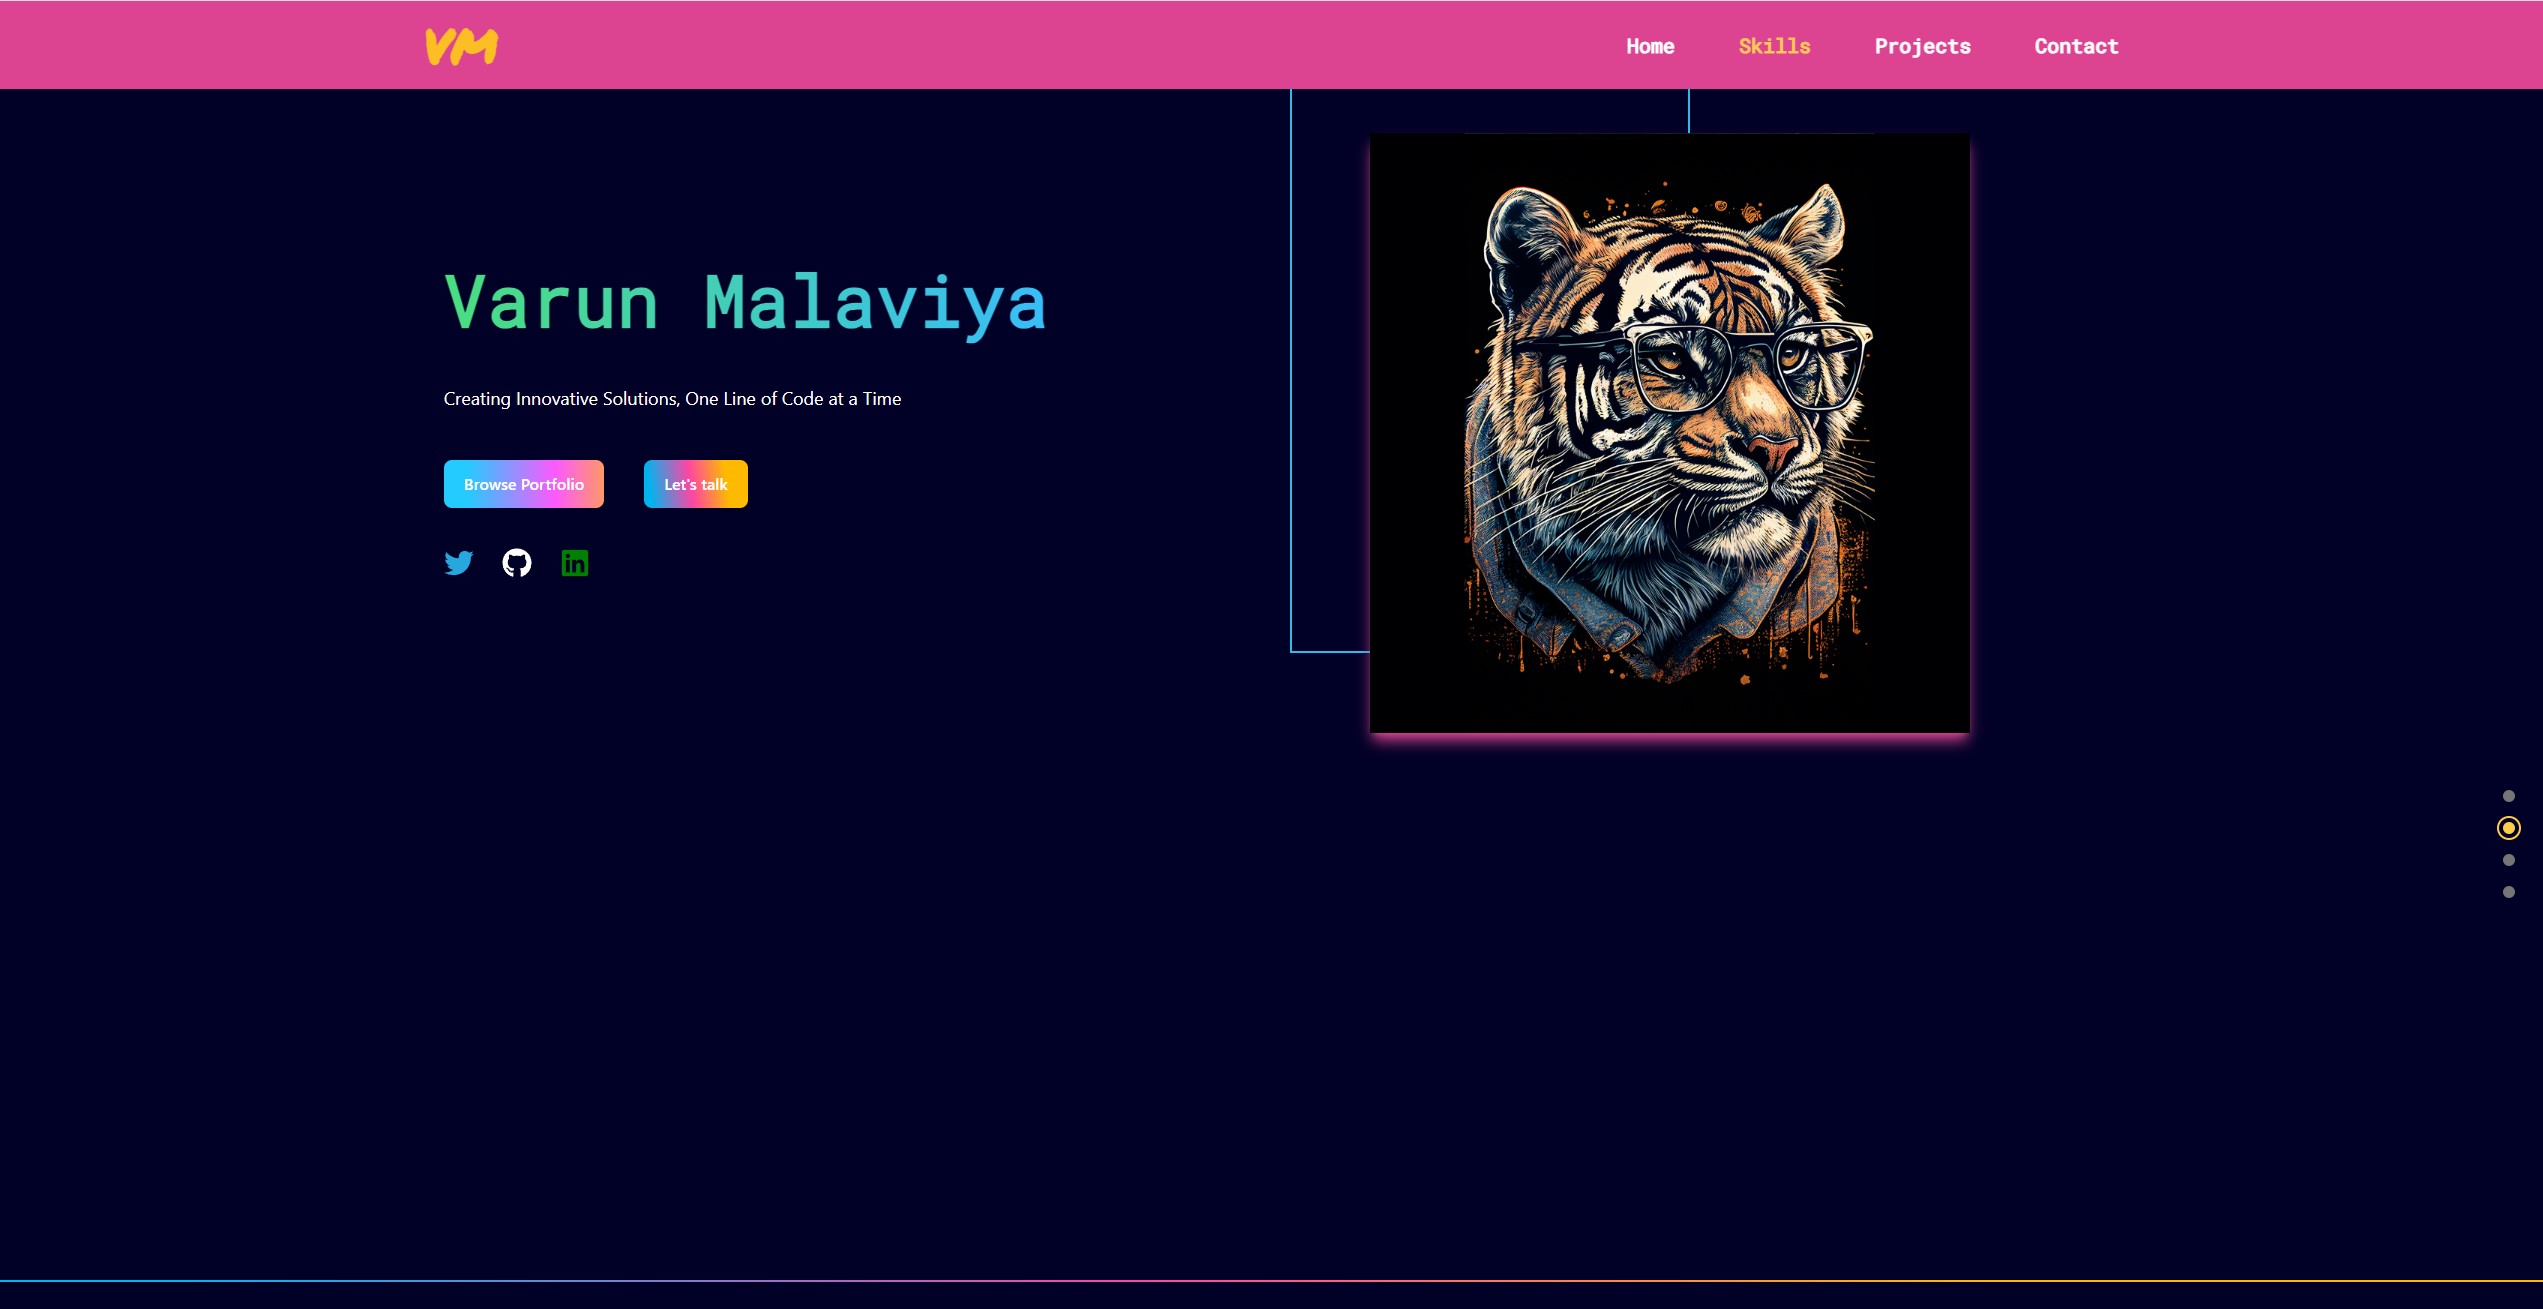 VM
Home Skills Projects Contact
Varun Malaviya
Creating Innovative Solutions, One Line of Code at a Time
Browse Portfolio Let's talk
in